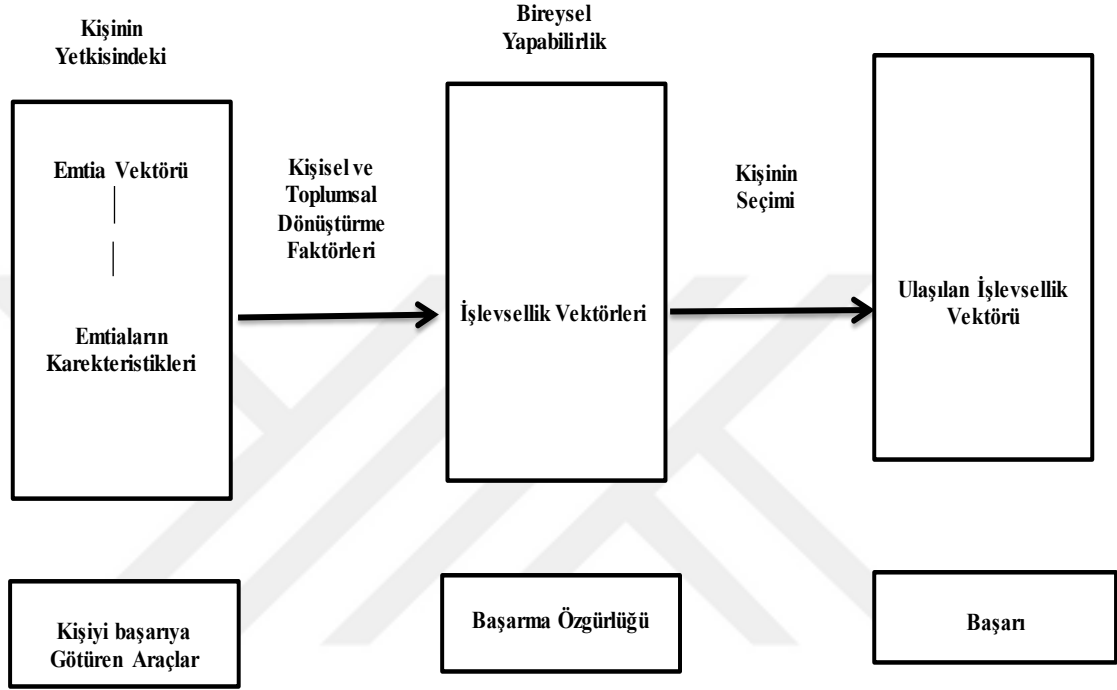 Kişinin
Yetkisindeki
Emtia Vektörü
Emtiaların
Karekteristikleri
Kişisel ve
Toplumsal
Dönüştürme
Faktörleri
Bireysel
Yapabilirlik
İşlevsellik Vektörleri
Kişinin
Seçimi
Ulaşılan İşlevsellik
Vektörü
Kişiyi başarıya
Götüren Araçlar
Başarma Özgürlüğü
Başarı